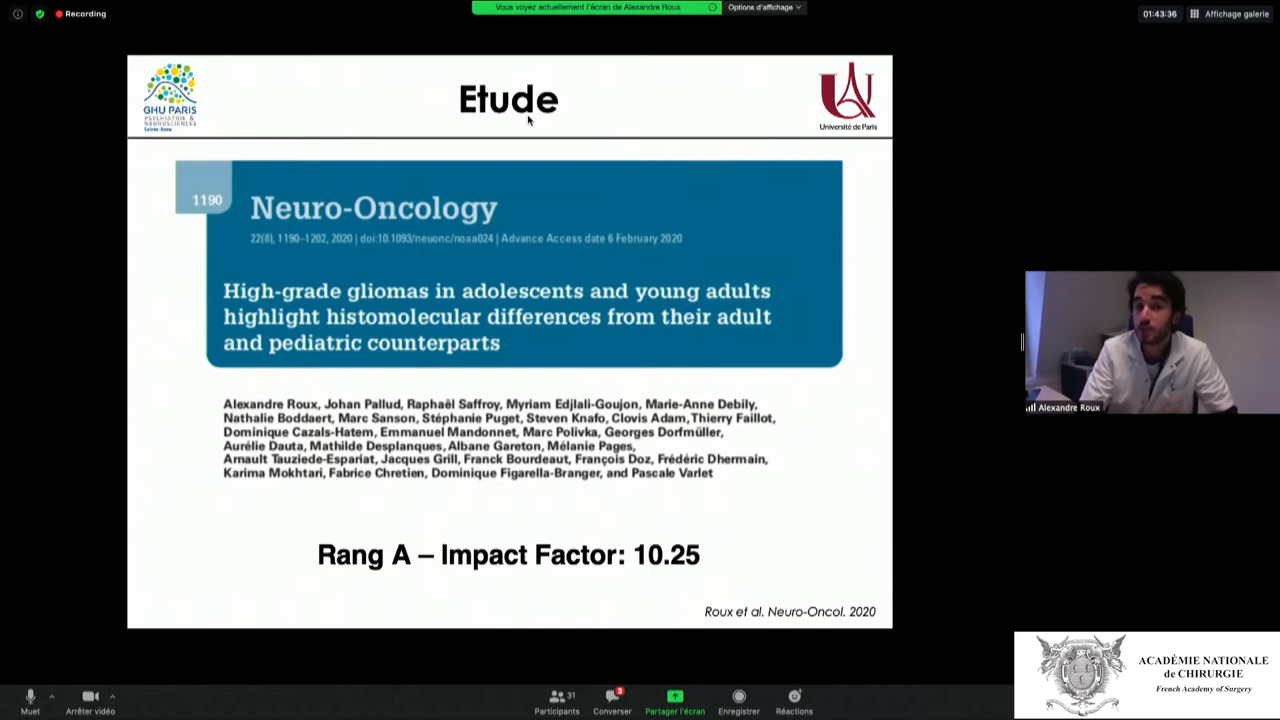 Recording
Vous voyez actuellement l'écran de Alexandre Roux
Options d'affichage
01:43:36
Affichage galerie
GHU PARIS
PSYCHIATRIE &
NEUROSCIENCES
Sainte-Anne
Etude
Université de Paris
1190
Neuro-Oncology
22(8), 1190–1202, 2020 | doi:10.1093/neuonc/noaa024 | Advance Access date 6 February 2020
High-grade gliomas in adolescents and young adults
highlight histomolecular differences from their adult
and pediatric counterparts
Alexandre Roux, Johan Pallud, Raphaël Saffroy, Myriam Edjlali-Goujon, Marie-Anne Debily,
Nathalie Boddaert, Marc Sanson, Stéphanie Puget, Steven Knafo, Clovis Adam, Thierry Faillot,
Dominique Cazals-Hatem, Emmanuel Mandonnet, Marc Polivka, Georges Dorfmüller,
Aurélie Dauta, Mathilde Desplanques, Albane Gareton, Mélanie Pages,
Arnault Tauziede-Espariat, Jacques Grill, Franck Bourdeaut, François Doz, Frédéric Dhermain,
Karima Mokhtari, Fabrice Chretien, Dominique Figarella-Branger, and Pascale Varlet
Rang A – Impact Factor: 10.25
Roux et al. Neuro-Oncol. 2020
Alexandre Roux
ACADÉMIE NATIONALE
de CHIRURGIE
French Academy of Surgery
Muet
Arrêter vidéo
31
Participants
3
Converser
Partager l'écran
Enregistrer
Réactions